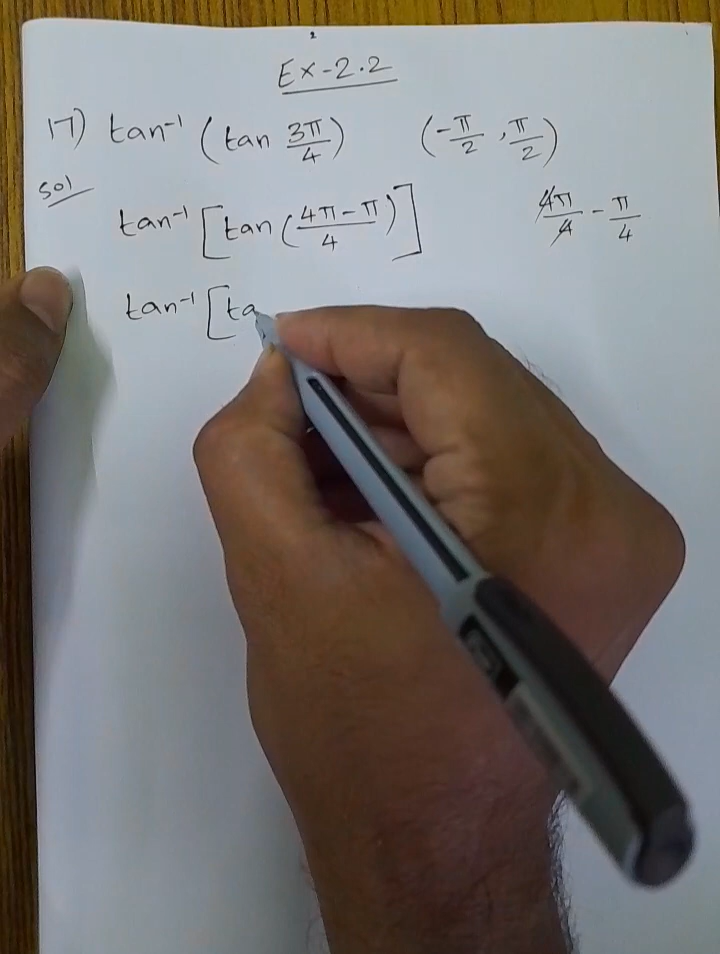 Ex-2.2
17) tan⁻¹ (tan 3π/4) (-π/2, π/2)
Sol
tan⁻¹ [tan (4π-π/4)] 4π/4 - π/4
tan⁻¹ [ta